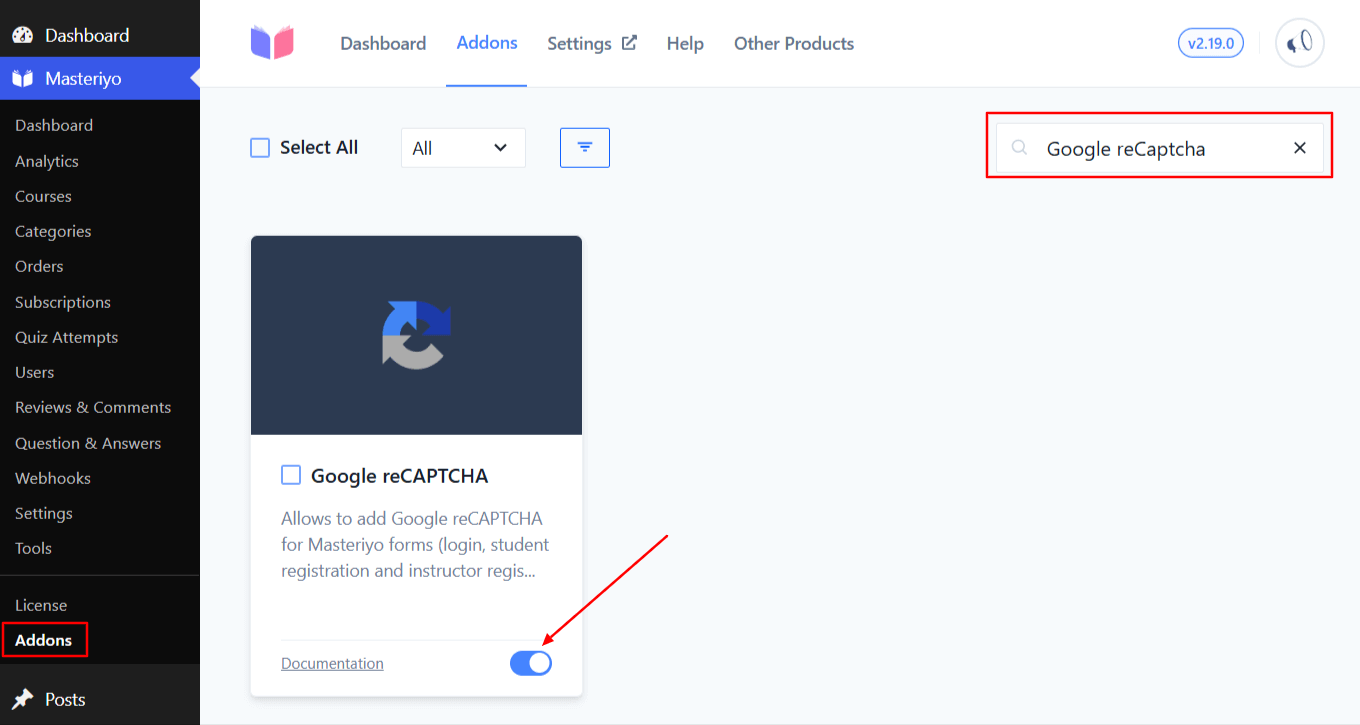 Dashboard
Masteriyo
Dashboard
Analytics
Courses
Categories
Orders
Subscriptions
Quiz Attempts
Users
Reviews & Comments
Question & Answers
Webhooks
Settings
Tools
License
Addons
Posts
Dashboard Addons Settings Help Other Products v2.19.0
Select All All Google reCaptcha
Google reCAPTCHA
Allows to add Google reCAPTCHA
for Masteriyo forms (login, student
registration and instructor regis...
Documentation